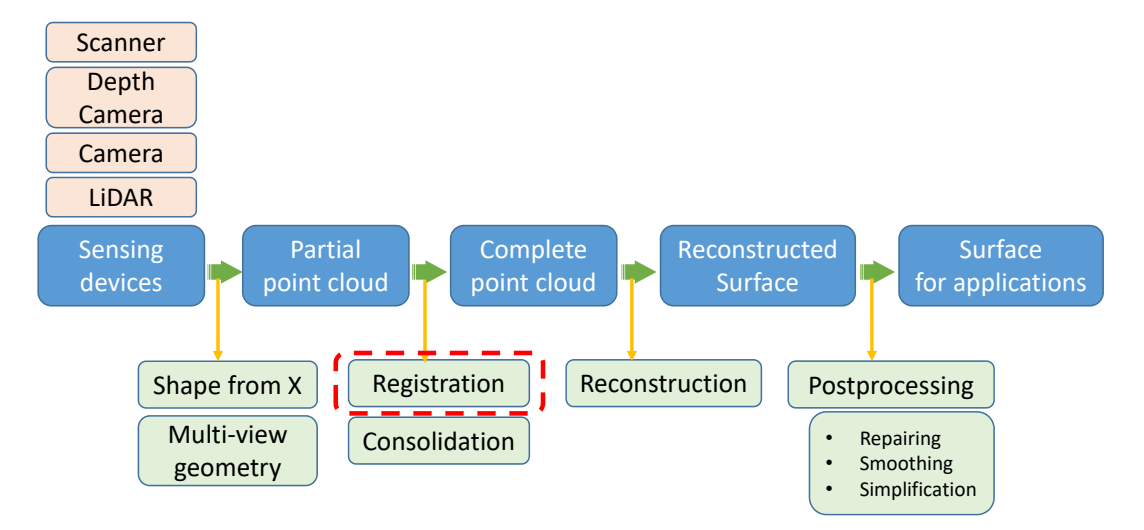 Scanner
Depth
Camera
Camera
LiDAR
Sensing
devices
Partial
point cloud
Complete
point cloud
Reconstructed
Surface
Surface
for applications
Shape from X
Multi-view
geometry
Registration
Consolidation
Reconstruction
Postprocessing
• Repairing
• Smoothing
• Simplification